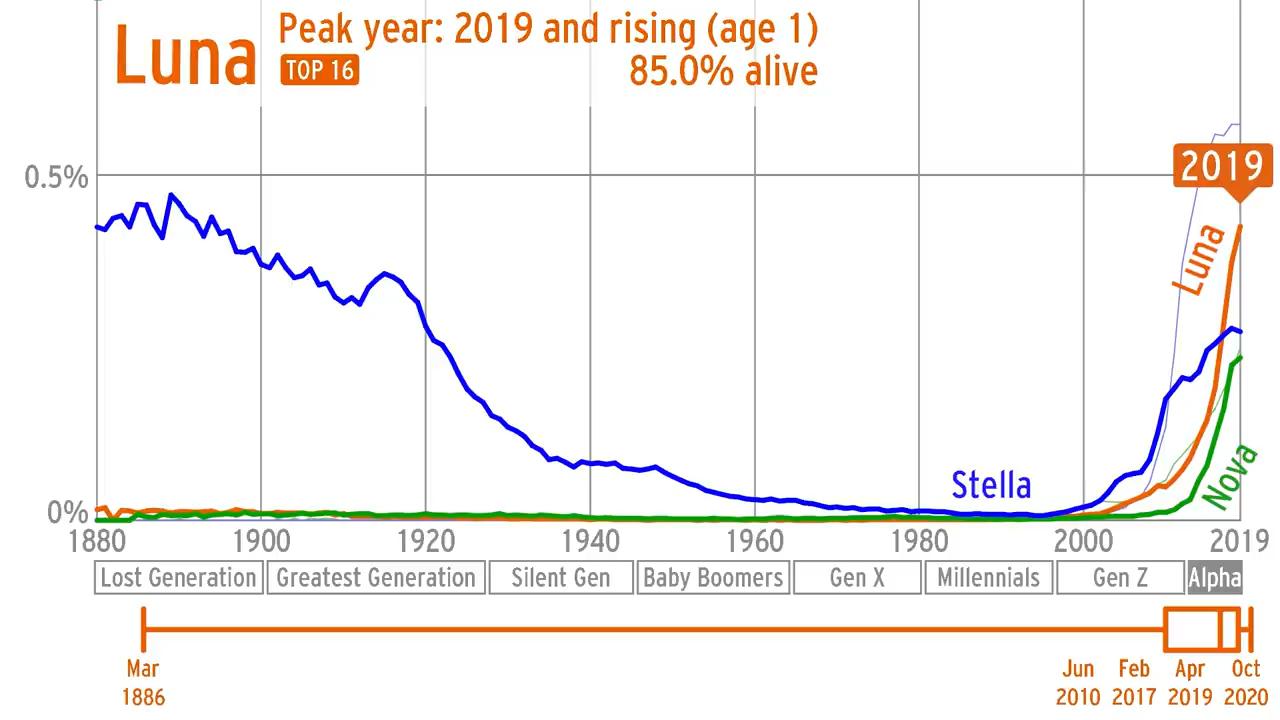 Luna
Peak year: 2019 and rising (age 1)
TOP 16
85.0% alive
0.5%
2019
Luna
Stella
Nova
0%
1880 1900 1920 1940 1960 1980 2000 2019
Lost Generation Greatest Generation Silent Gen Baby Boomers Gen X Millennials Gen Z Alpha
Mar Jun Feb Apr Oct
1886 2010 2017 2019 2020